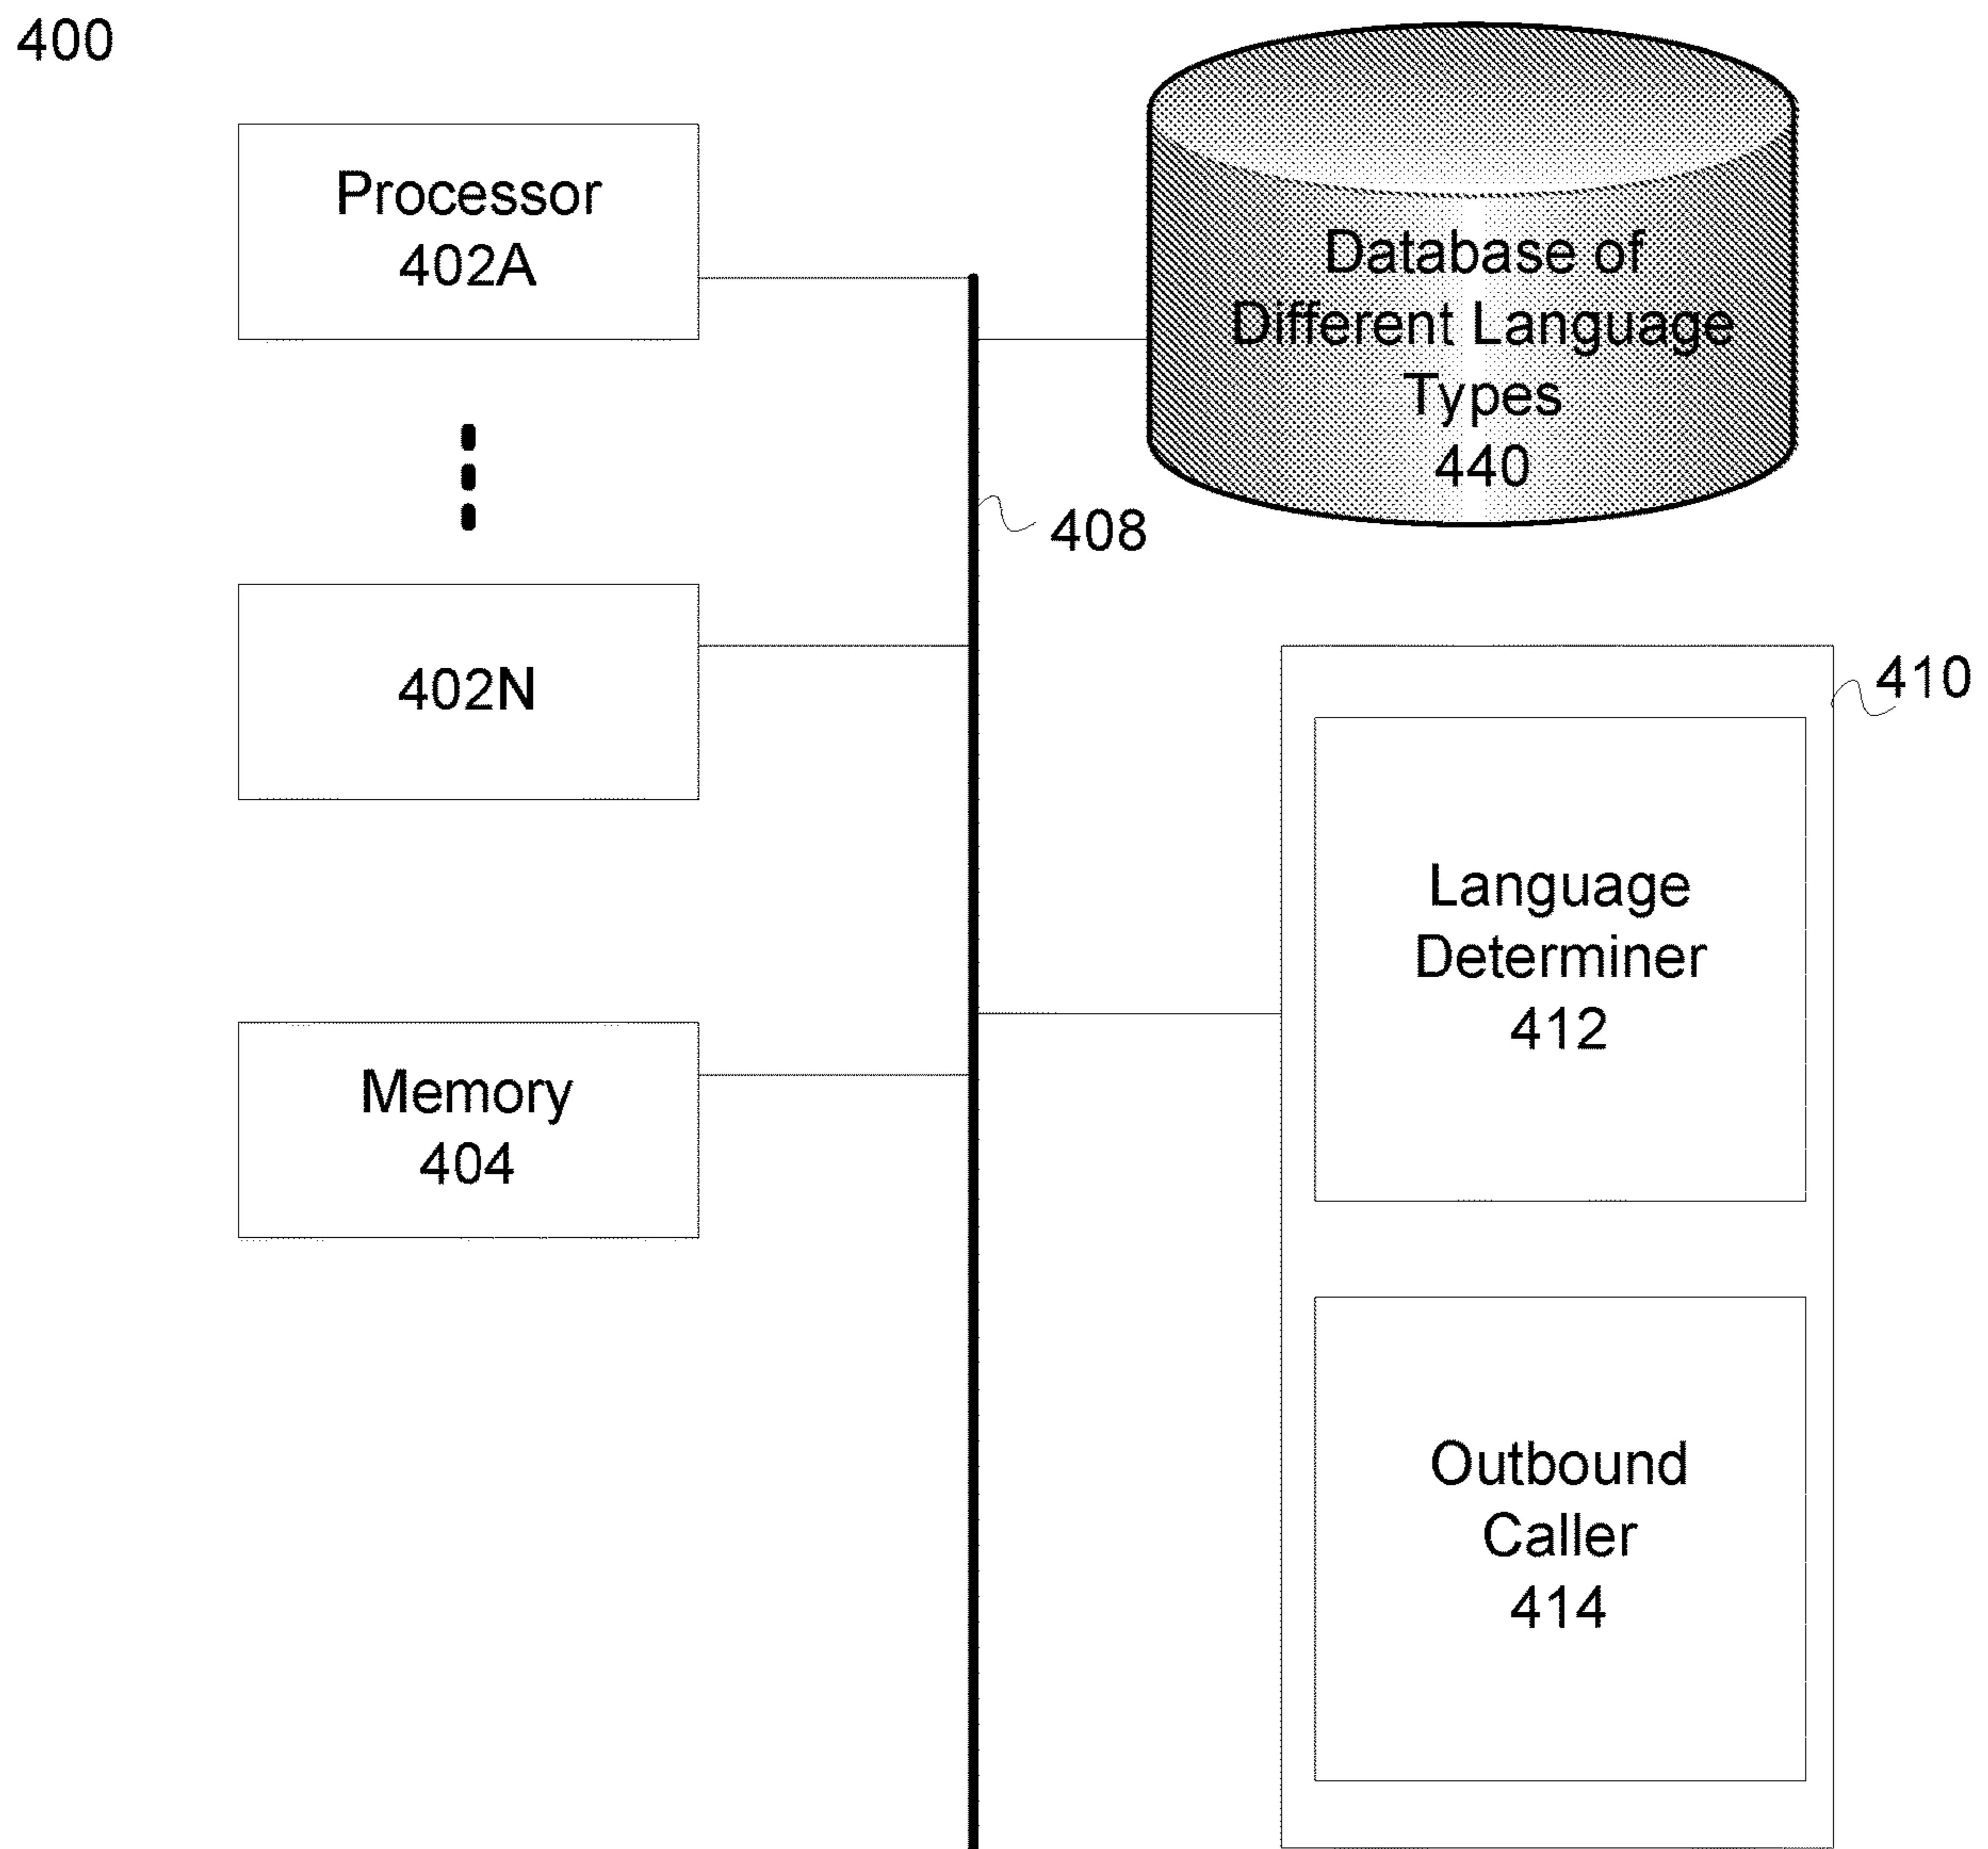 400
Processor
402A
Database of
Different Language
Types
440
408
402N
410
Language
Determiner
412
Memory
404
Outbound
Caller
414